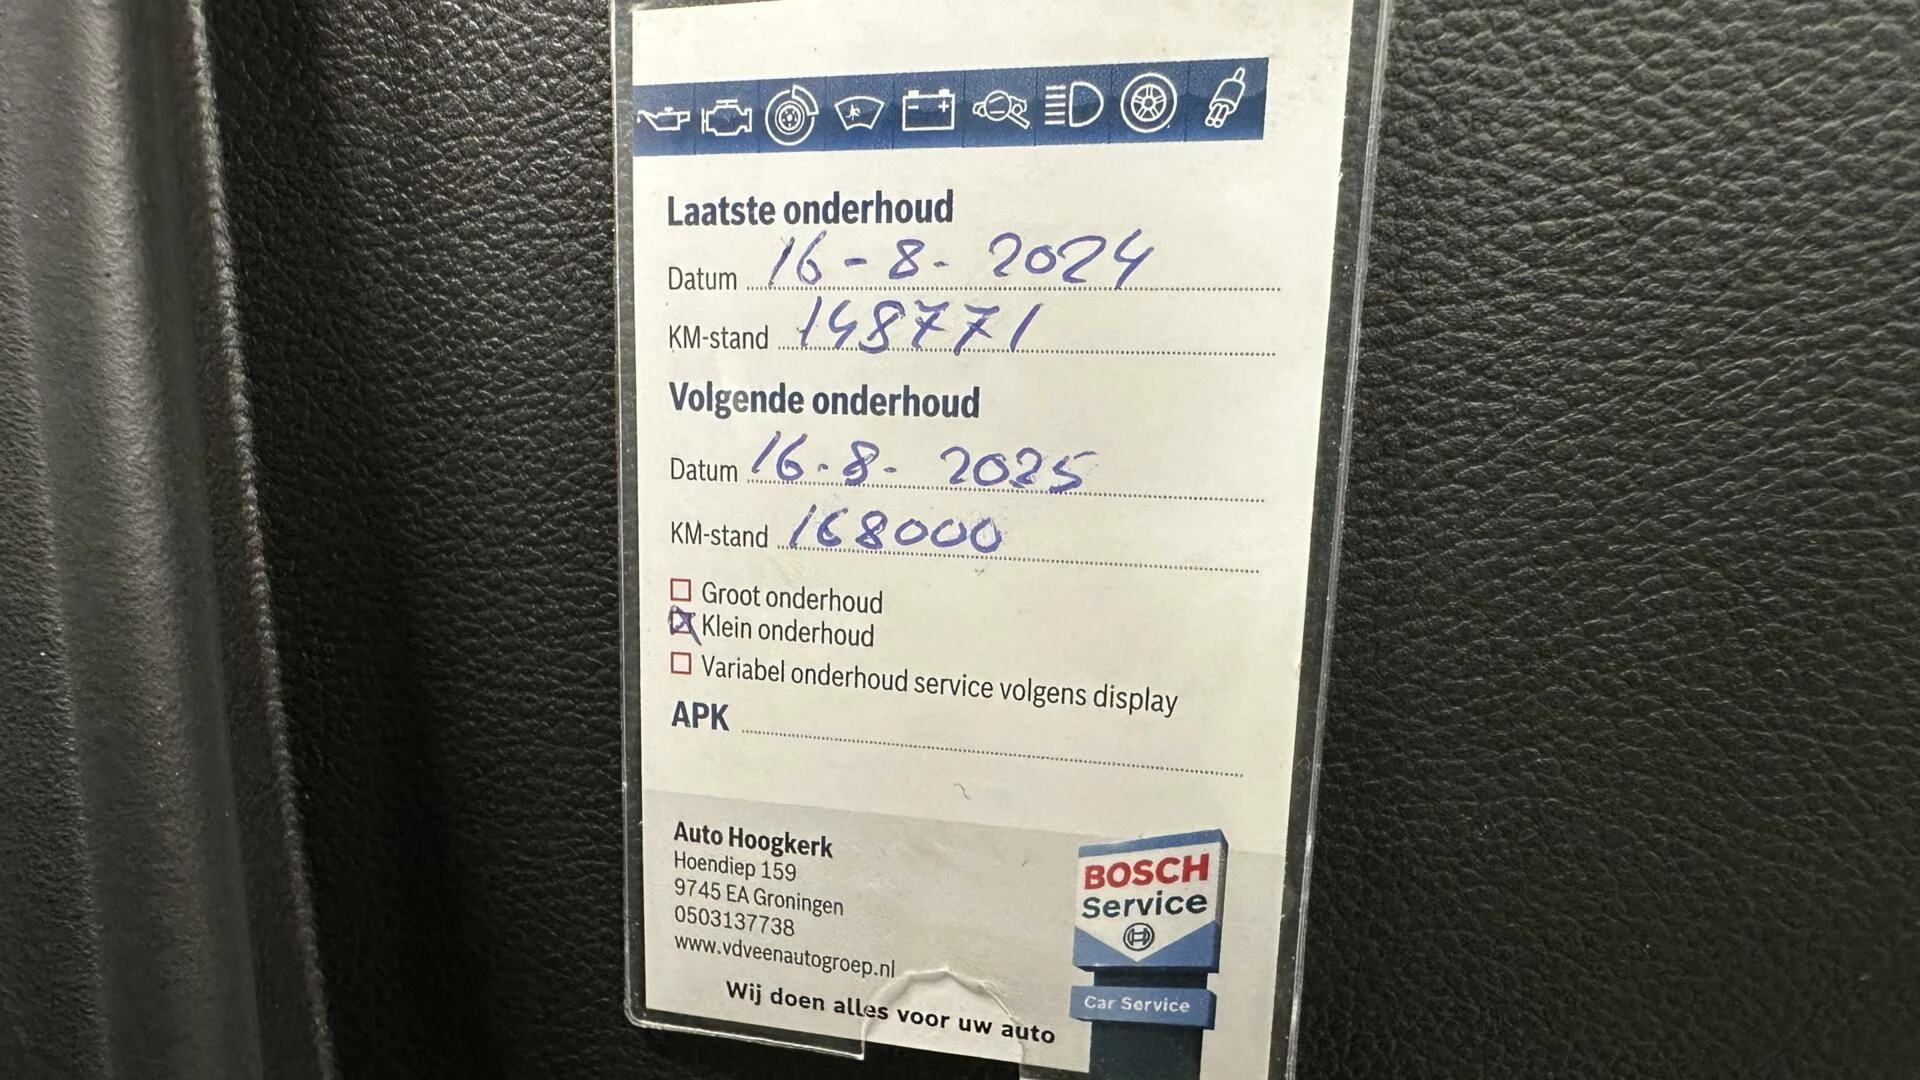 Laatste onderhoud
Datum 16-8-2024
KM-stand 148771
Volgende onderhoud
Datum 16-8-2025
KM-stand 168000
Groot onderhoud
Klein onderhoud
Variabel onderhoud service volgens display
APK
Auto Hoogkerk
Hoendiep 159
9745 EA Groningen
0503137738
www.vdveenautogroep.nl
Wij doen alles voor uw auto
BOSCH
Service
Car Service